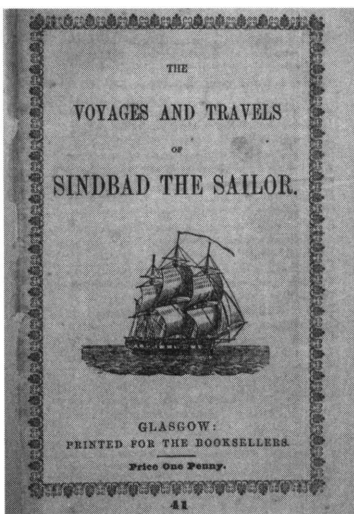 THE
VOYAGES AND TRAVELS
OF
SINDBAD THE SAILOR.
GLASGOW:
PRINTED FOR THE BOOKSELLERS.
Price One Penny.
41